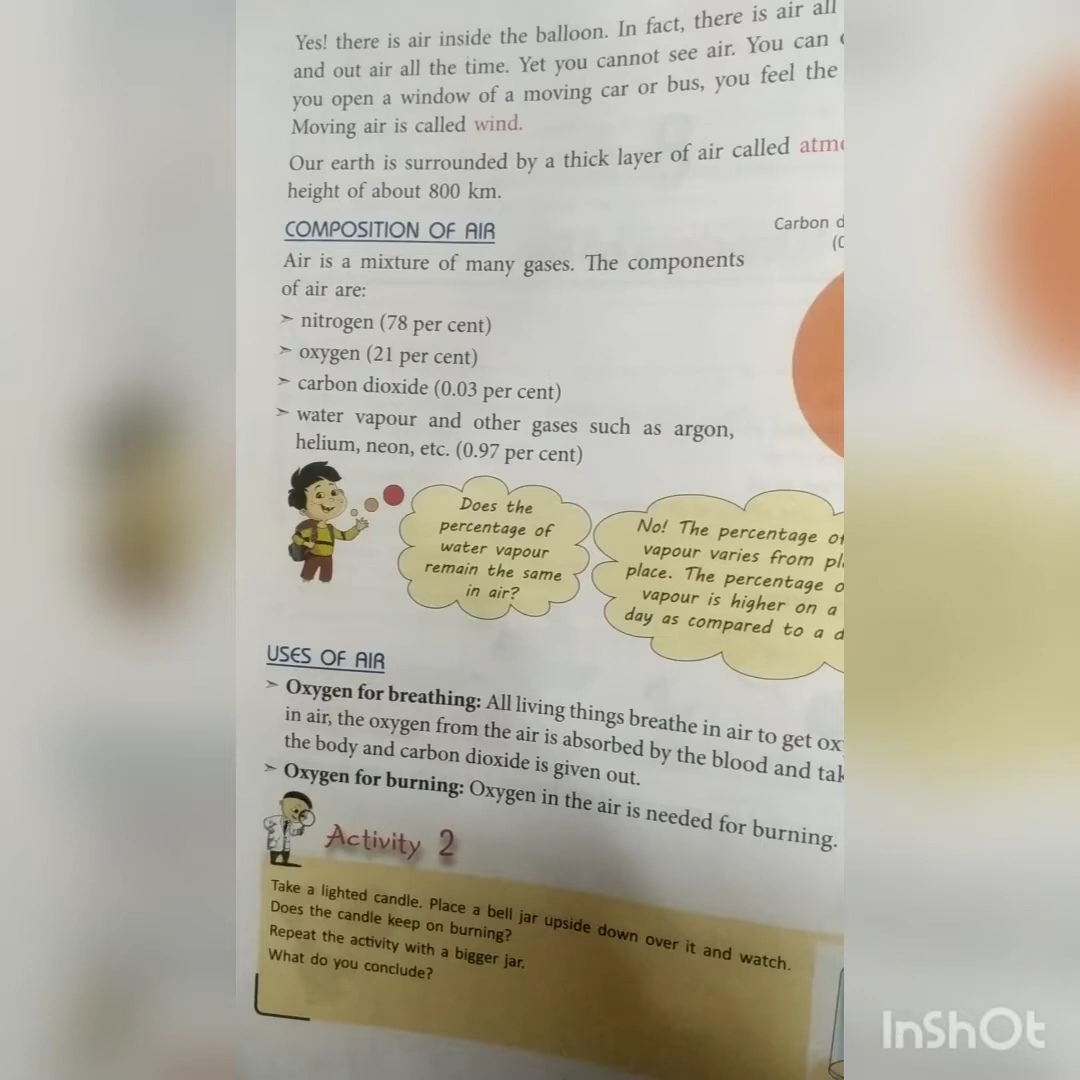 Yes! there is air inside the balloon. In fact, there is air all
and out air all the time. Yet you cannot see air. You can
you open a window of a moving car or bus, you feel the
Moving air is called wind.
Our earth is surrounded by a thick layer of air called atm
height of about 800 km.
COMPOSITION OF AIR
Carbon d
(0
Air is a mixture of many gases. The components
of air are:
➣ nitrogen (78 per cent)
➣ oxygen (21 per cent)
➣ carbon dioxide (0.03 per cent)
➣ water vapour and other gases such as argon,
helium, neon, etc. (0.97 per cent)
Does the
percentage of
water vapour
remain the same
in air?
No! The percentage of
vapour varies from pl
place. The percentage o
vapour is higher on a
day as compared to a d
USES OF AIR
➣ Oxygen for breathing: All living things breathe in air to get ox
in air, the oxygen from the air is absorbed by the blood and tak
the body and carbon dioxide is given out.
➣ Oxygen for burning: Oxygen in the air is needed for burning.
Activity 2
Take a lighted candle. Place a bell jar upside down over it and watch.
Does the candle keep on burning?
Repeat the activity with a bigger jar.
What do you conclude?
InShOt